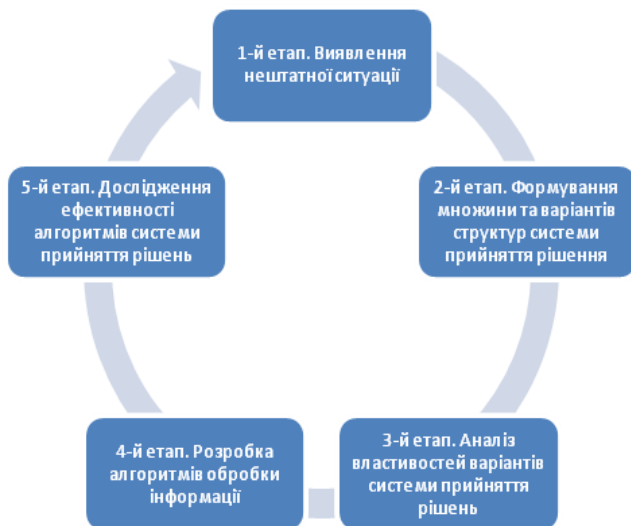 1-й етап. Виявлення
нештатної ситуації
2-й етап. Формування
множини та варіантів
структур системи
прийняття рішення
3-й етап. Аналіз
властивостей варіантів
системи прийняття
рішень
4-й етап. Розробка
алгоритмів обробки
інформації
5-й етап. Дослідження
ефективності
алгоритмів системи
прийняття рішень